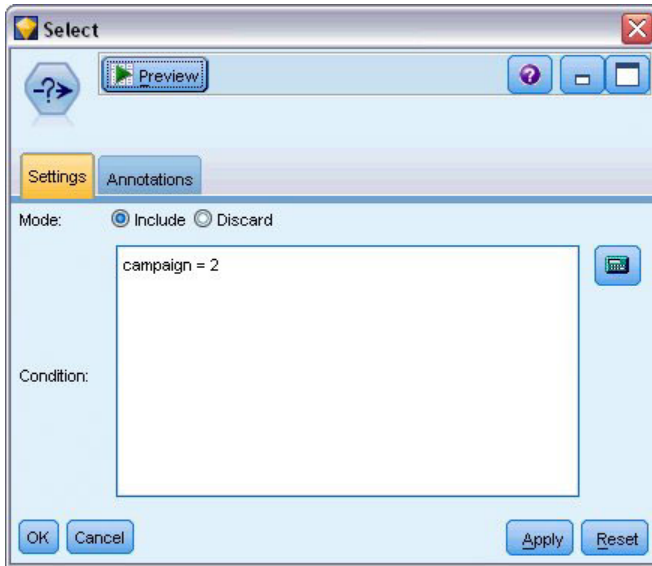 Select
-?➤
Preview
?
Settings
Annotations
Mode:
Include
Discard
campaign = 2
Condition:
OK
Cancel
Apply
Reset